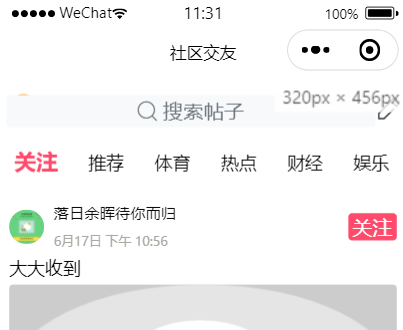 WeChat 11:31 100%
社区交友
搜索帖子
320px × 456px
关注 推荐 体育 热点 财经 娱乐
落日余晖待你而归
关注
6月17日 下午 10:56
大大收到